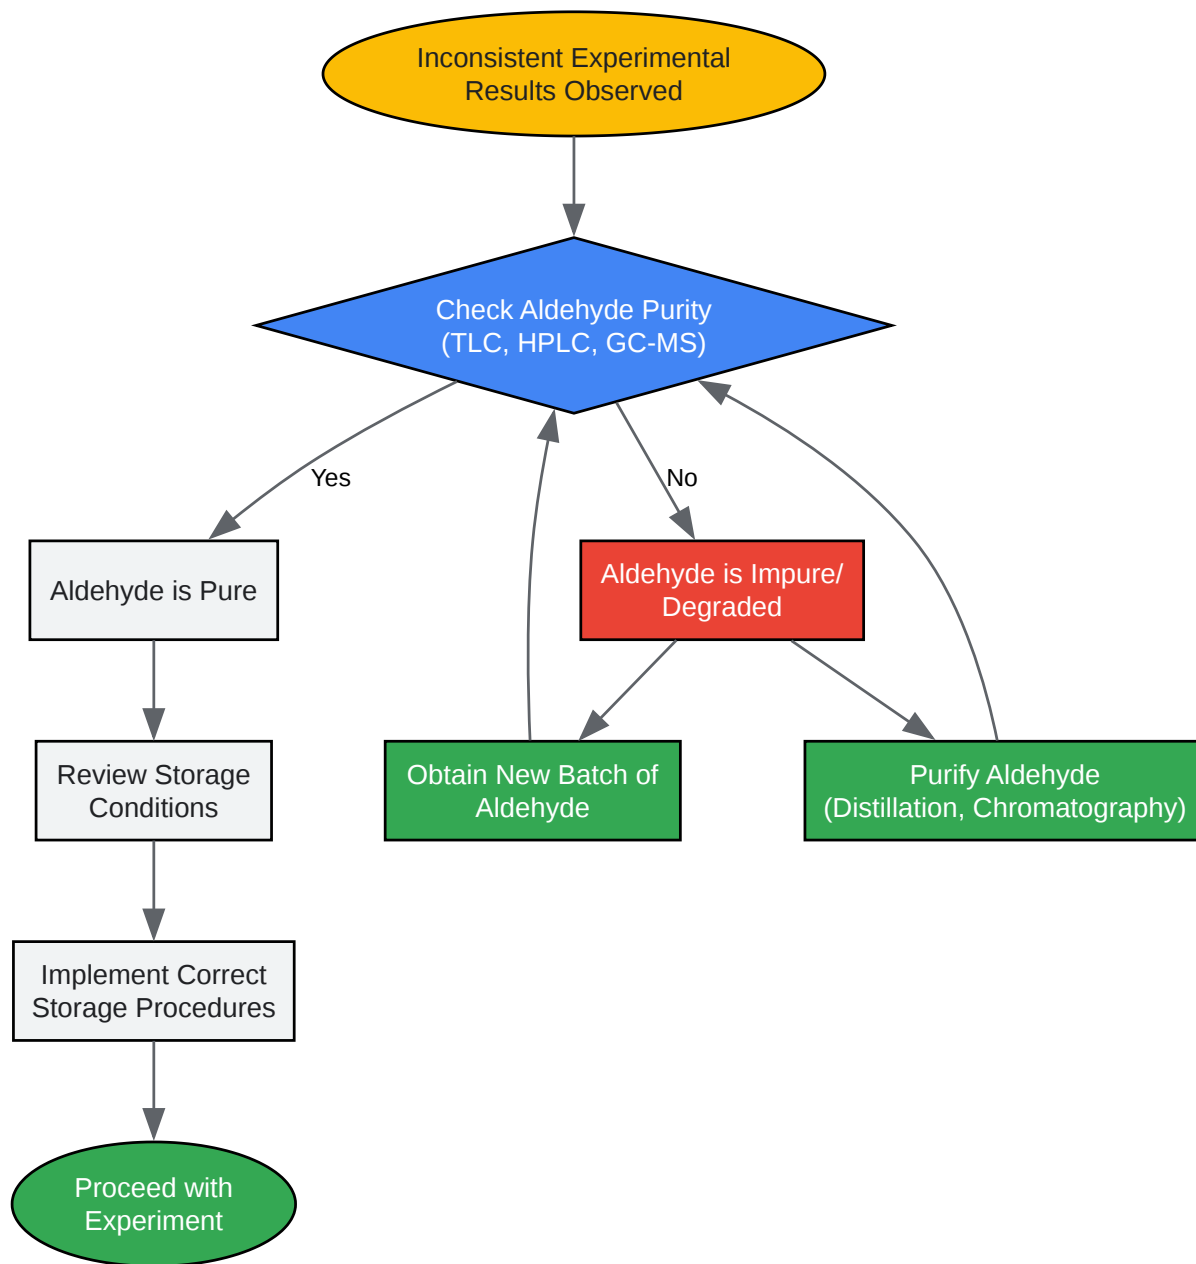 Inconsistent Experimental
Results Observed
Check Aldehyde Purity
(TLC, HPLC, GC-MS)
Yes
No
Aldehyde is Pure
Aldehyde is Impure/
Degraded
Review Storage
Conditions
Obtain New Batch of
Aldehyde
Purify Aldehyde
(Distillation, Chromatography)
Implement Correct
Storage Procedures
Proceed with
Experiment